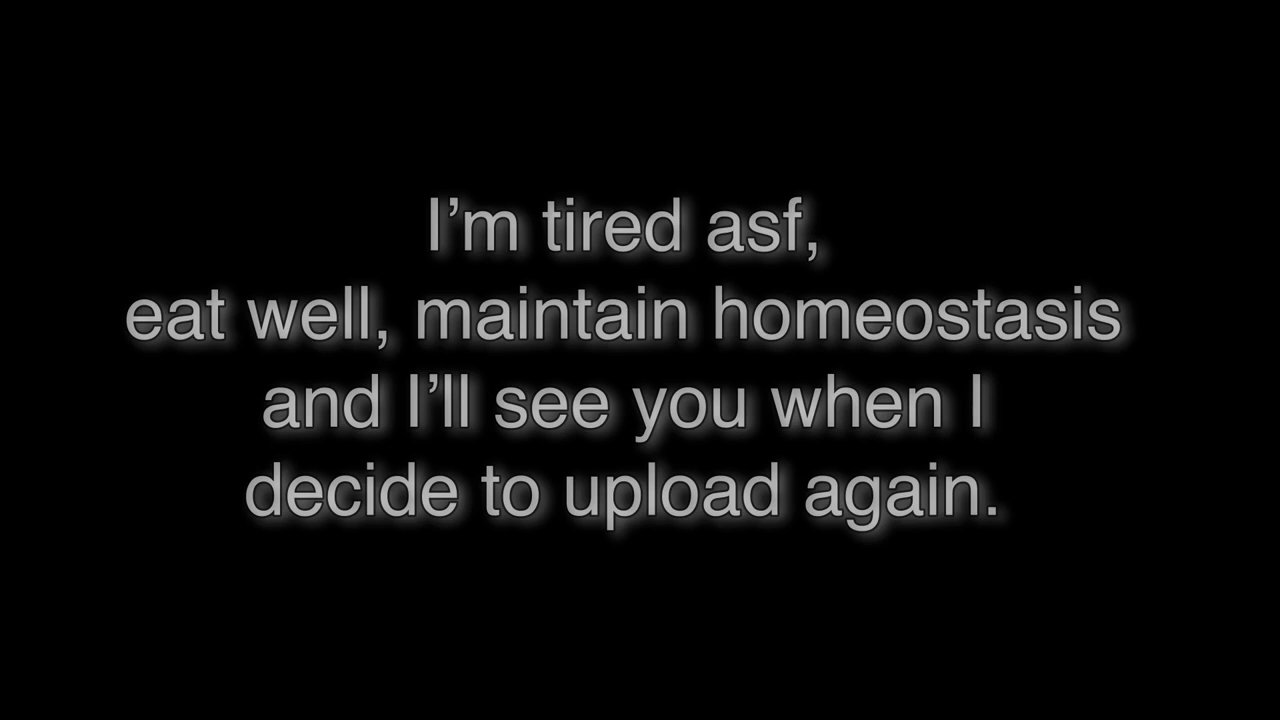 I’m tired asf,
eat well, maintain homeostasis
and I’ll see you when I
decide to upload again.